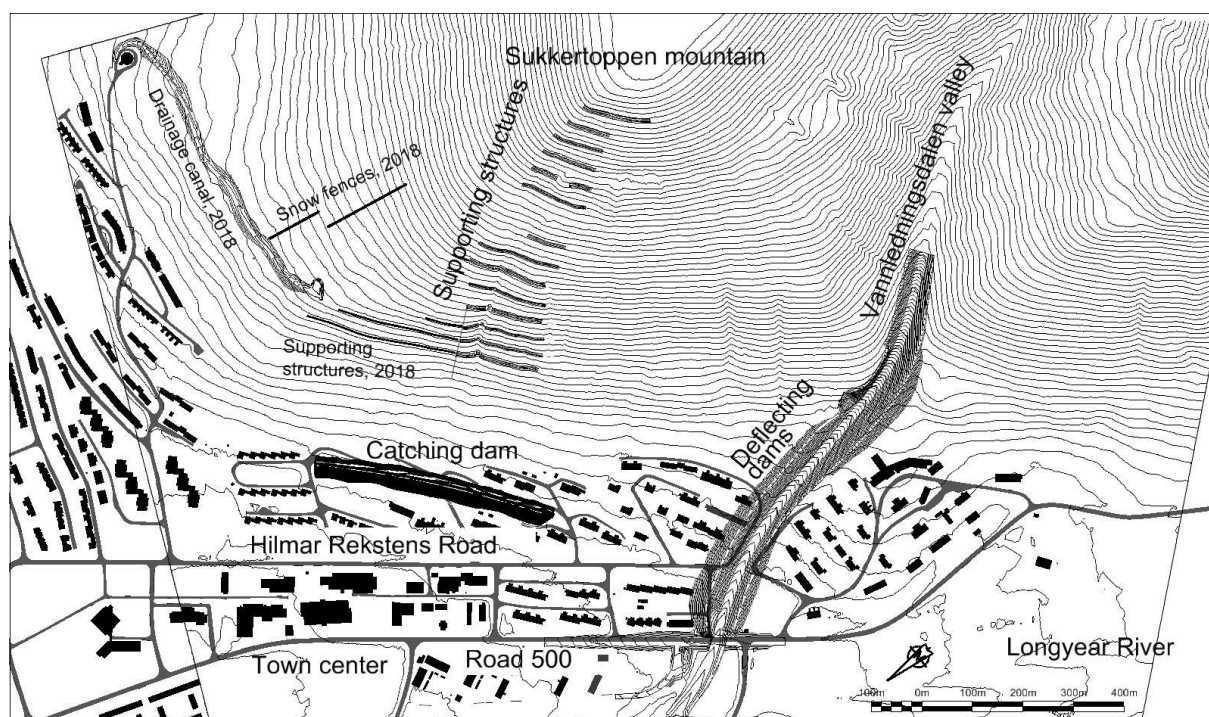 Sukkertoppen mountain
Vannledningsdalen valley
Drainage canal, 2018
Snow fences, 2018
Supporting structures
Supporting
structures, 2018
Deflecting
dams
Catching dam
Hilmar Rekstens Road
Town center
Road 500
Longyear River
100m 0m 100m 200m 300m 400m